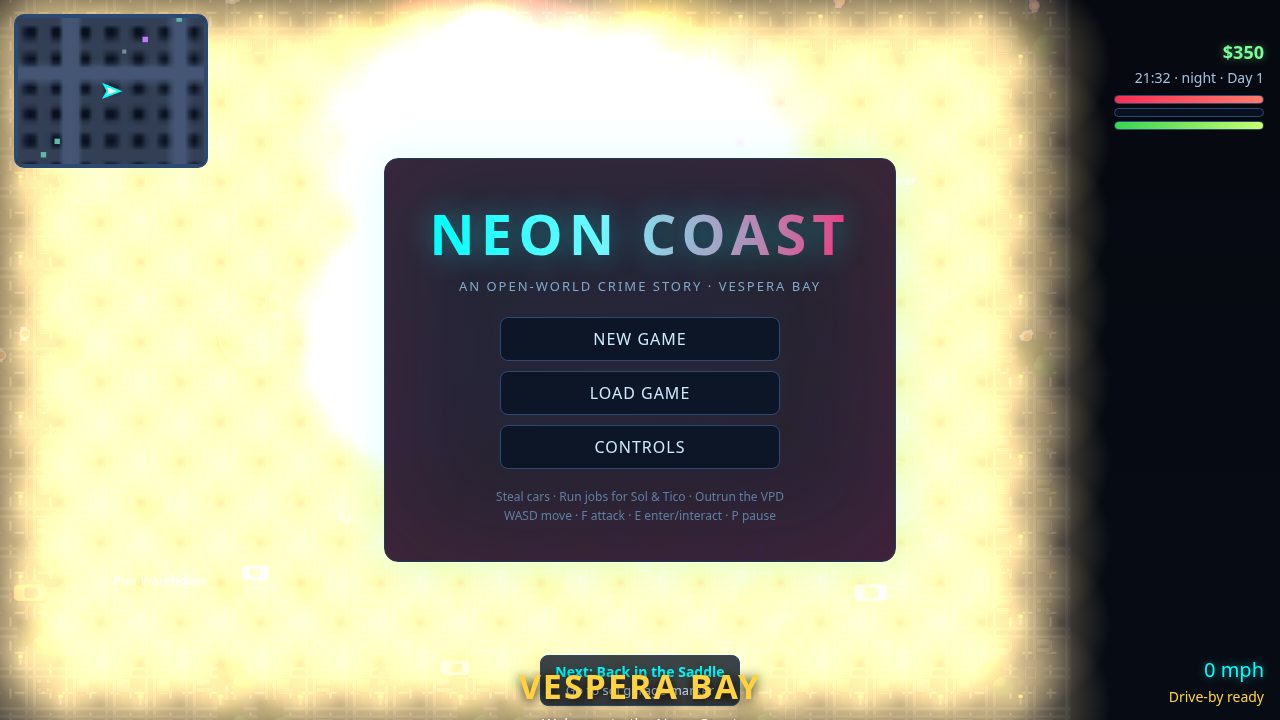 $350
21:32 · night · Day 1
NEON COAST
AN OPEN-WORLD CRIME STORY · VESPERA BAY
NEW GAME
LOAD GAME
CONTROLS
Steal cars · Run jobs for Sol & Tico · Outrun the VPD
WASD move · F attack · E enter/interact · P pause
Next: Back in the Saddle
VESPERA BAY
0 mph
Drive-by ready